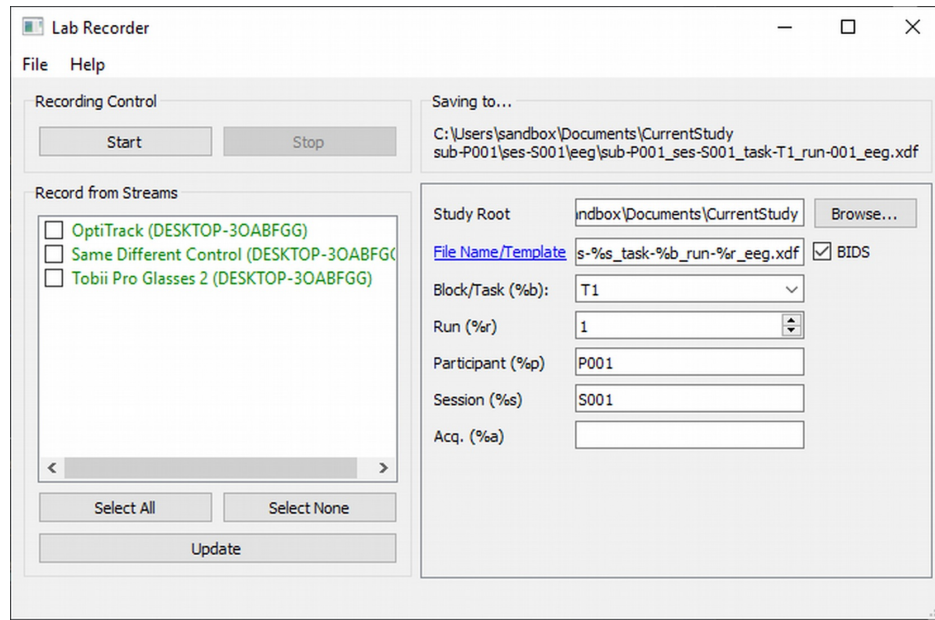 Lab Recorder
File Help
Recording Control
Start Stop
Saving to...
C:\Users\sandbox\Documents\CurrentStudy
sub-P001\ses-S001\eeg\sub-P001_ses-S001_task-T1_run-001_eeg.xdf
Record from Streams
OptiTrack (DESKTOP-3OABFGG)
Same Different Control (DESKTOP-3OABFG(
Tobii Pro Glasses 2 (DESKTOP-3OABFGG)
Select All Select None
Update
Study Root ndbox\Documents\CurrentStudy Browse...
File Name/Template s-%s_task-%b_run-%r_eeg.xdf BIDS
Block/Task (%b): T1
Run (%r) 1
Participant (%p) P001
Session (%s) S001
Acq. (%a)